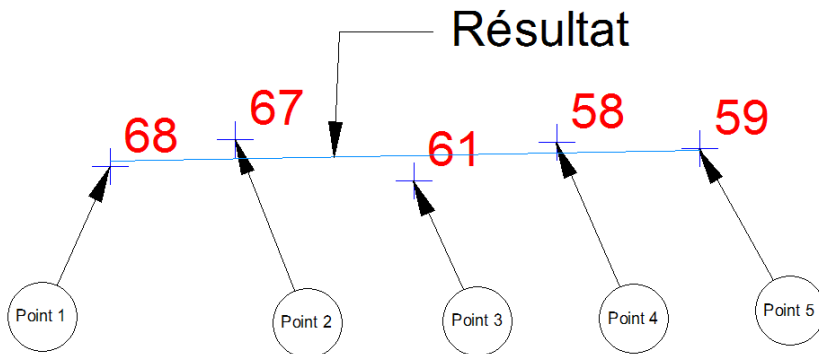 Résultat
68
67
61
58
59
Point 1
Point 2
Point 3
Point 4
Point 5